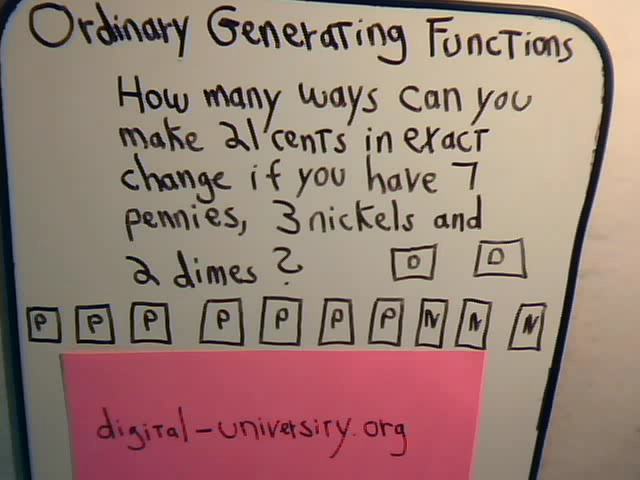 Ordinary Generating Functions
How many ways can you
make 21 cents in exact
change if you have 7
pennies, 3 nickels and
2 dimes?
D D
P P P P P P P N N N
digital-university.org